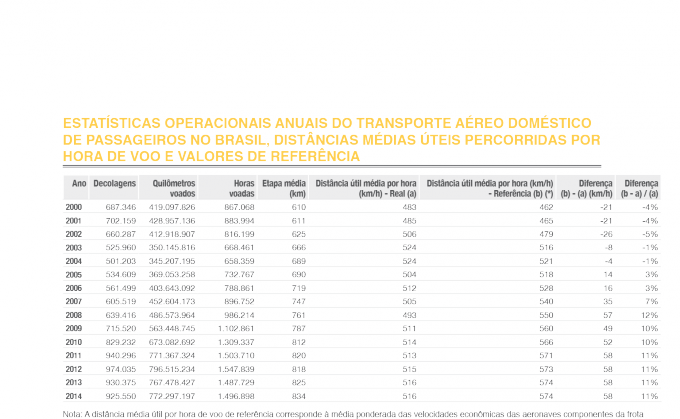 ESTATÍSTICAS OPERACIONAIS ANUAIS DO TRANSPORTE AÉREO DOMÉSTICO
DE PASSAGEIROS NO BRASIL, DISTÂNCIAS MÉDIAS ÚTEIS PERCORRIDAS POR
HORA DE VOO E VALORES DE REFERÊNCIA
Ano Decolagens Quilômetros voados Horas voadas Etapa média (km) Distância útil média por hora (km/h) - Real (a) Distância útil média por hora (km/h) - Referência (b) (*) Diferença (b) - (a) (km/h) Diferença (b - a) / (a)
2000 687.346 419.097.826 867.068 610 483 462 -21 -4%
2001 702.159 428.957.136 883.994 611 485 465 -21 -4%
2002 660.287 412.918.907 816.199 625 506 479 -26 -5%
2003 525.960 350.145.816 668.461 666 524 516 -8 -1%
2004 501.203 345.207.195 658.359 689 524 521 -4 -1%
2005 534.609 369.053.258 732.767 690 504 518 14 3%
2006 561.499 403.643.092 788.861 719 512 528 16 3%
2007 605.519 452.604.173 896.752 747 505 540 35 7%
2008 639.416 486.573.964 986.214 761 493 550 57 12%
2009 715.520 563.448.745 1.102.861 787 511 560 49 10%
2010 829.232 673.082.692 1.309.337 812 514 566 52 10%
2011 940.296 771.367.324 1.503.710 820 513 571 58 11%
2012 974.035 796.515.234 1.547.839 818 515 573 58 11%
2013 930.375 767.478.427 1.487.729 825 516 574 58 11%
2014 925.550 772.297.197 1.496.898 834 516 574 58 11%
Nota: A distância média útil por hora de voo de referência corresponde à média ponderada das velocidades econômicas das aeronaves componentes da frota